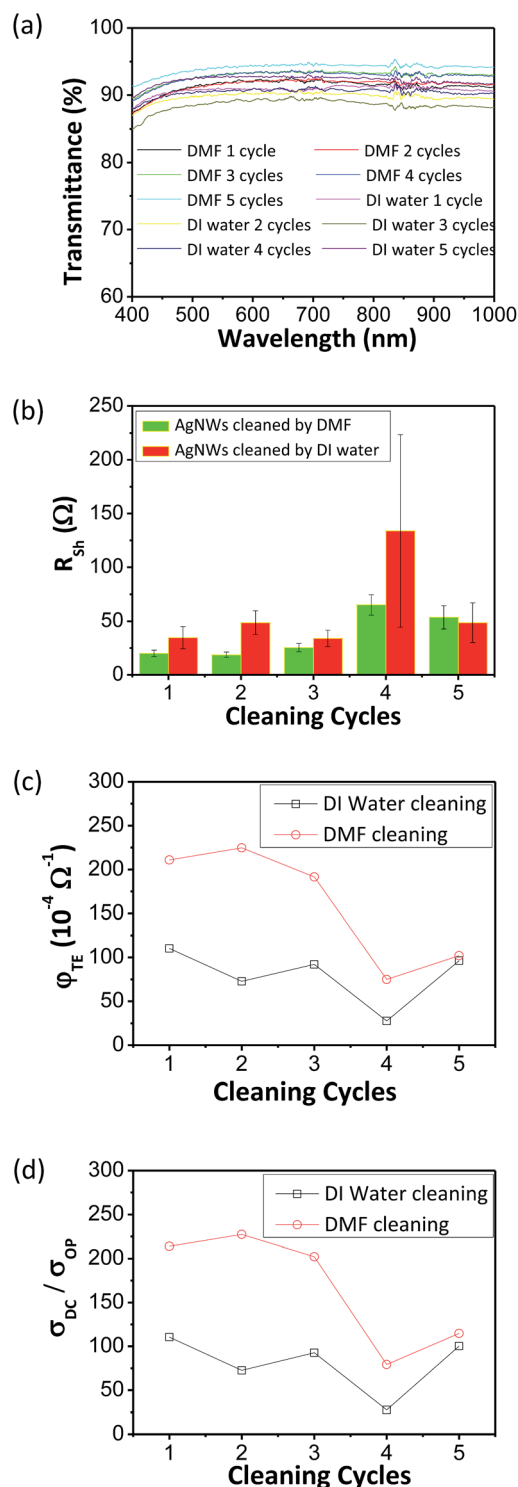 (a)
100
90
80
70
60
Transmittance (%)
DMF 1 cycle
DMF 2 cycles
DMF 3 cycles
DMF 4 cycles
DMF 5 cycles
DI water 1 cycle
DI water 2 cycles
DI water 3 cycles
DI water 4 cycles
DI water 5 cycles
400 500 600 700 800 900 1000
Wavelength (nm)
(b)
250
200
150
100
50
0
R_Sh (Ω)
AgNWs cleaned by DMF
AgNWs cleaned by DI water
1 2 3 4 5
Cleaning Cycles
(c)
300
250
200
150
100
50
0
φ_TE (10⁻⁴ Ω⁻¹)
DI Water cleaning
DMF cleaning
1 2 3 4 5
Cleaning Cycles
(d)
300
250
200
150
100
50
0
σ_DC / σ_OP
DI Water cleaning
DMF cleaning
1 2 3 4 5
Cleaning Cycles